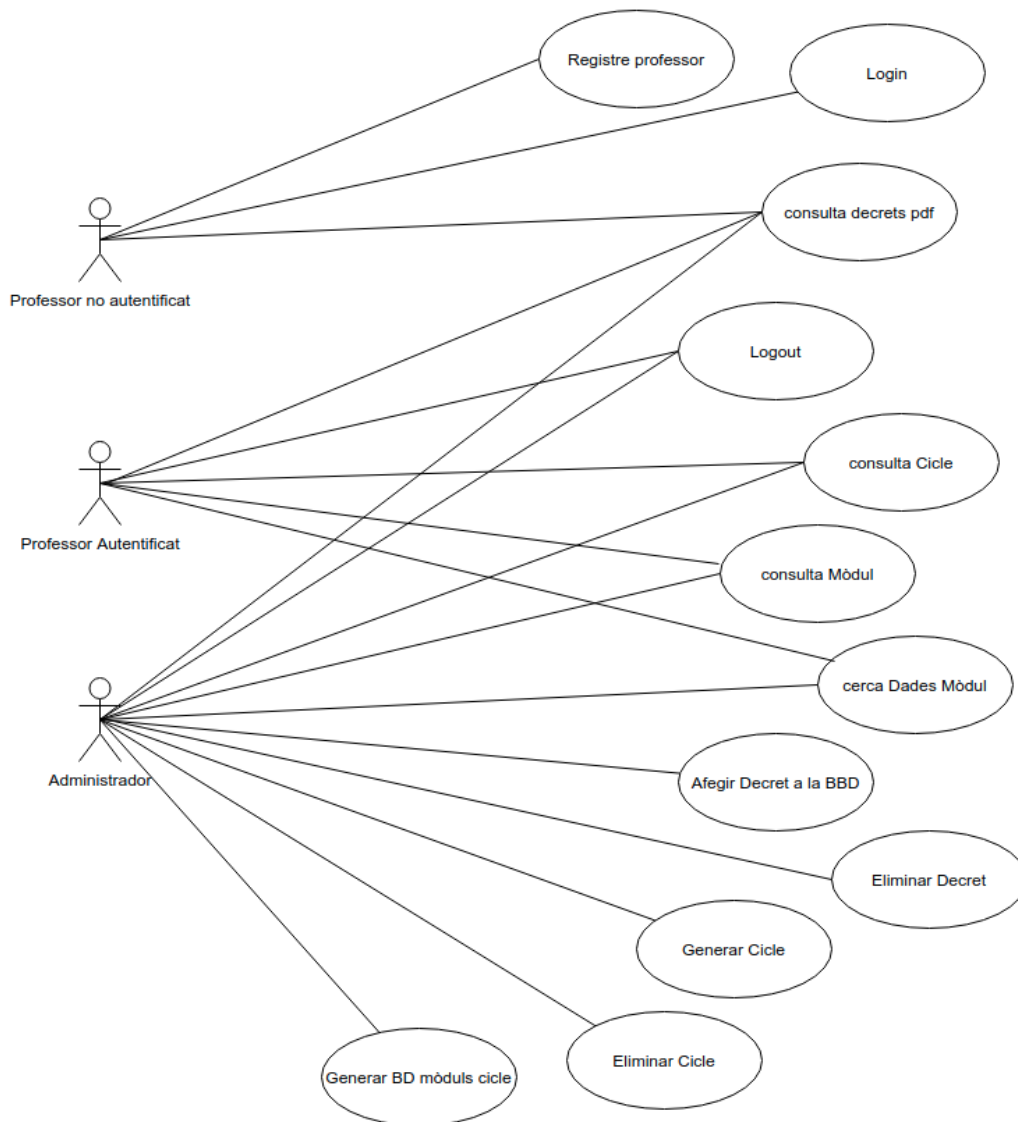 Registre professor
Login
consulta decrets pdf
Professor no autentificat
Logout
consulta Cicle
Professor Autentificat
consulta Mòdul
cerca Dades Mòdul
Administrador
Afegir Decret a la BBD
Eliminar Decret
Generar Cicle
Eliminar Cicle
Generar BD mòduls cicle